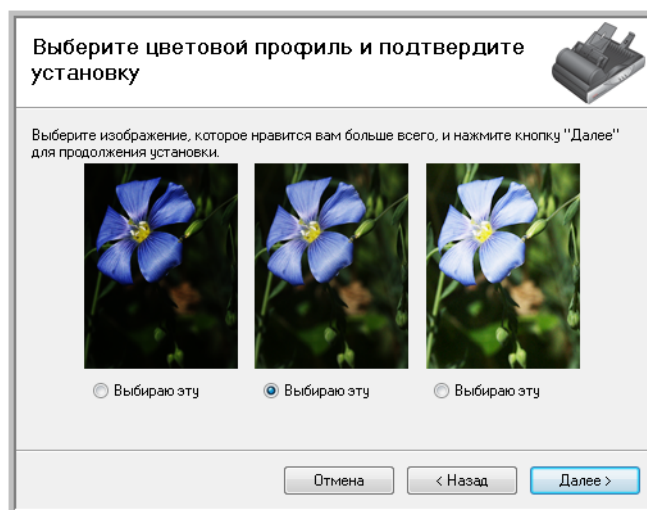 Выберите цветовой профиль и подтвердите
установку
Выберите изображение, которое нравится вам больше всего, и нажмите кнопку "Далее"
для продолжения установки.
Выбираю эту
Выбираю эту
Выбираю эту
Отмена
< Назад
Далее >